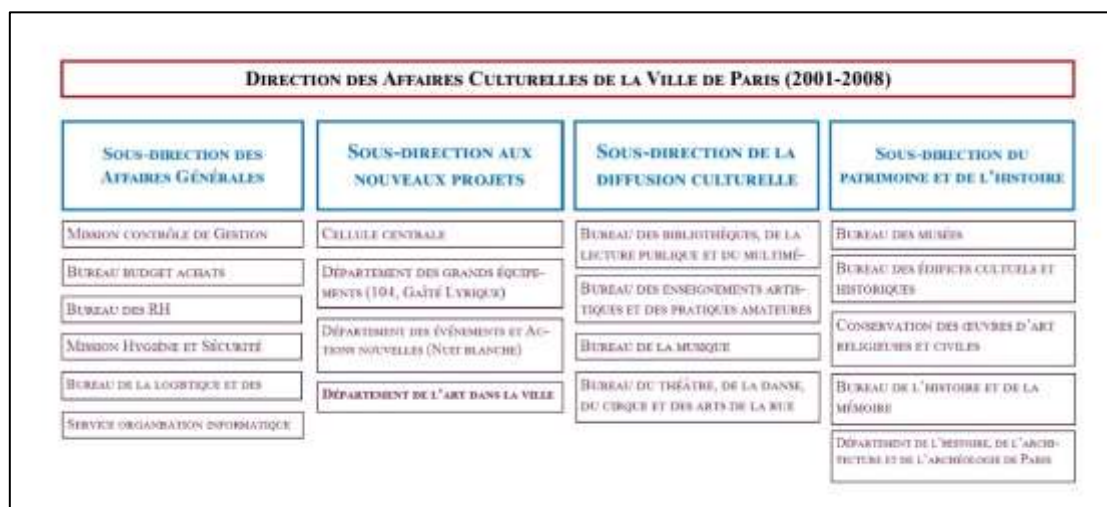 DIRECTION DES AFFAIRES CULTURELLES DE LA VILLE DE PARIS (2001-2008)
SOUS-DIRECTION DES
AFFAIRES GÉNÉRALES
MISSION CONTRÔLE DE GESTION
BUREAU BUDGET ACHATS
BUREAU DES RH
MISSION HYGIÈNE ET SÉCURITÉ
BUREAU DE LA LOGISTIQUE ET DES
SERVICE ORGANISATION INFORMATIQUE
SOUS-DIRECTION AUX
NOUVEAUX PROJETS
CELLULE CENTRALE
DÉPARTEMENT DES GRANDS ÉQUIPE-
MENTS (104, GAÎTÉ LYRIQUE)
DÉPARTEMENT DES ÉVÉNEMENTS ET AC-
TIONS NOUVELLES (NUIT BLANCHE)
DÉPARTEMENT DE L'ART DANS LA VILLE
SOUS-DIRECTION DE LA
DIFFUSION CULTURELLE
BUREAU DES BIBLIOTHÈQUES, DE LA
LECTURE PUBLIQUE ET DU MULTIMÉ-
BUREAU DES ENSEIGNEMENTS ARTIS-
TIQUES ET DES PRATIQUES AMATEURES
BUREAU DE LA MUSIQUE
BUREAU DU THÉÂTRE, DE LA DANSE,
DU CIRQUE ET DES ARTS DE LA RUE
SOUS-DIRECTION DU
PATRIMOINE ET DE L'HISTOIRE
BUREAU DES MUSÉES
BUREAU DES ÉDIFICES CULTUELS ET
HISTORIQUES
CONSERVATION DES ŒUVRES D'ART
RELIGIEUSES ET CIVILES
BUREAU DE L'HISTOIRE ET DE LA
MÉMOIRE
DÉPARTEMENT DE L'HISTOIRE, DE L'ARCHI-
TECTURE ET DE L'ARCHÉOLOGIE DE PARIS